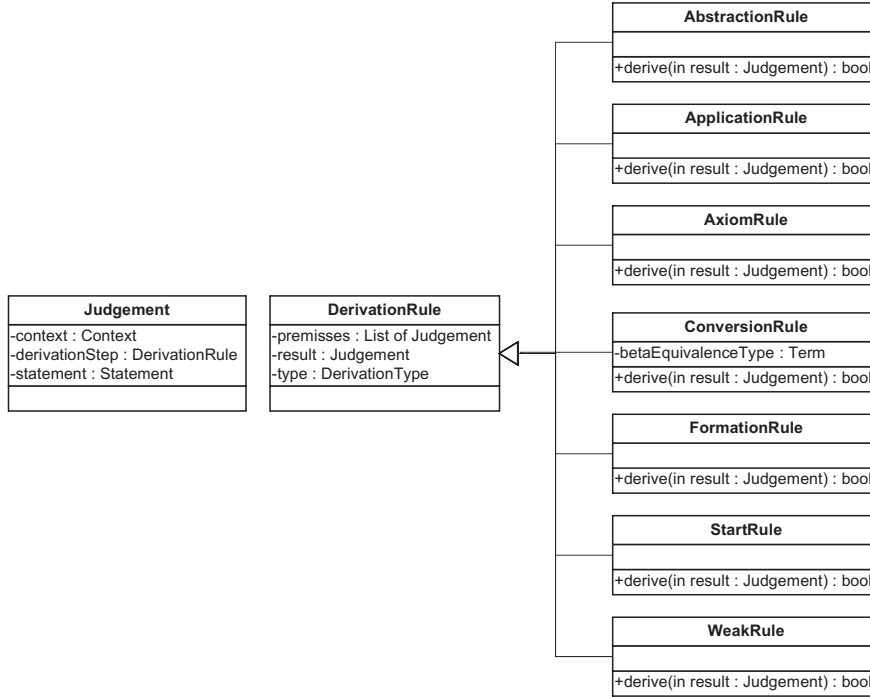 Judgement
-context : Context
-derivationStep : DerivationRule
-statement : Statement
DerivationRule
-premisses : List of Judgement
-result : Judgement
-type : DerivationType
AbstractionRule
+derive(in result : Judgement) : bool
ApplicationRule
+derive(in result : Judgement) : bool
AxiomRule
+derive(in result : Judgement) : bool
ConversionRule
-betaEquivalenceType : Term
+derive(in result : Judgement) : bool
FormationRule
+derive(in result : Judgement) : bool
StartRule
+derive(in result : Judgement) : bool
WeakRule
+derive(in result : Judgement) : bool